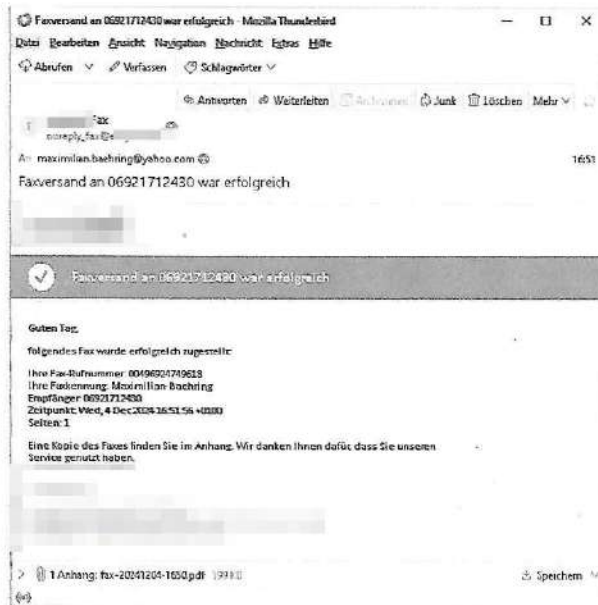 Faxversand an 06921712430 war erfolgreich - Mozilla Thunderbird
Datei Bearbeiten Ansicht Navigation Nachricht Extras Hilfe
Abrufen Verfassen Schlagwörter
Antworten Weiterleiten Archivieren Junk Löschen Mehr
Fax
noreply_fax@e
An maximilian.baehring@yahoo.com 16:51
Faxversand an 06921712430 war erfolgreich
Faxversand an 06921712430 war erfolgreich
Guten Tag,
folgendes Fax wurde erfolgreich zugestellt:
Ihre Fax-Rufnummer: 00496924749618
Ihre Faxkennung: Maximilian Baehring
Empfänger: 06921712430
Zeitpunkt: Wed, 4 Dec 2024 16:51:56 +0100
Seiten: 1
Eine Kopie des Faxes finden Sie im Anhang. Wir danken Ihnen dafür, dass Sie unseren
Service genutzt haben.
1 Anhang: fax-20241204-1650.pdf Speichern